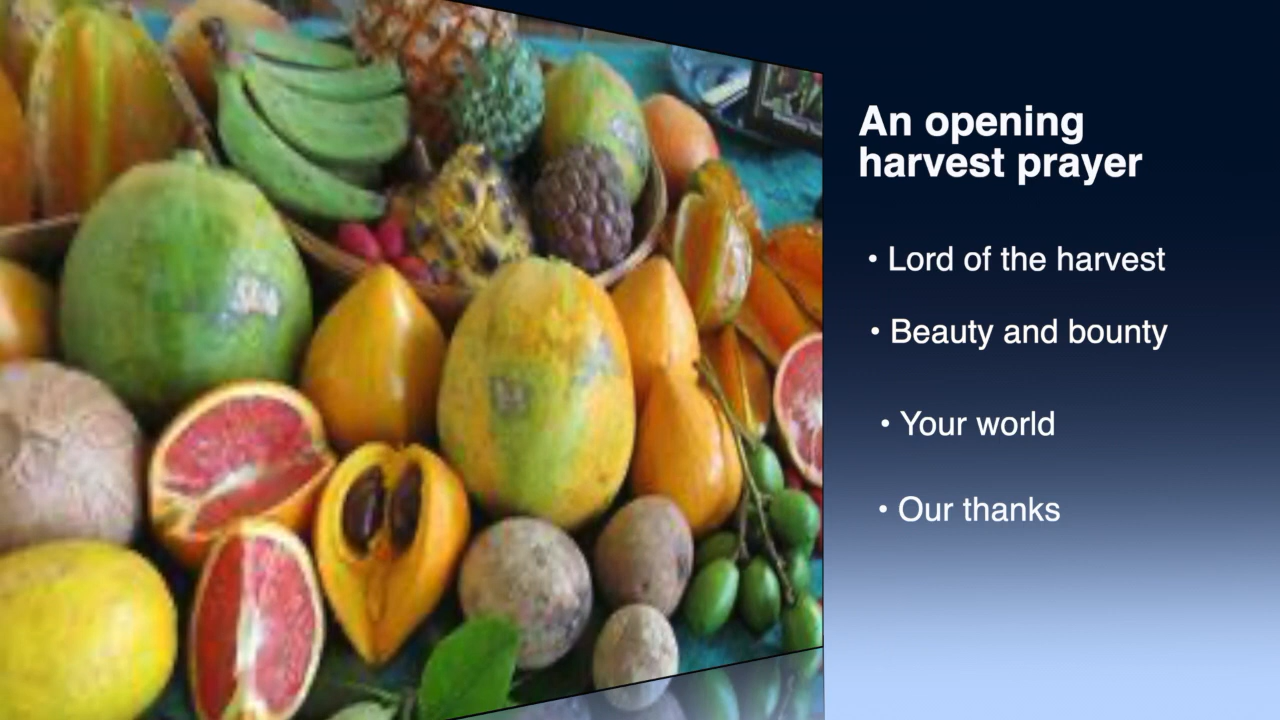 An opening
harvest prayer
• Lord of the harvest
• Beauty and bounty
• Your world
• Our thanks